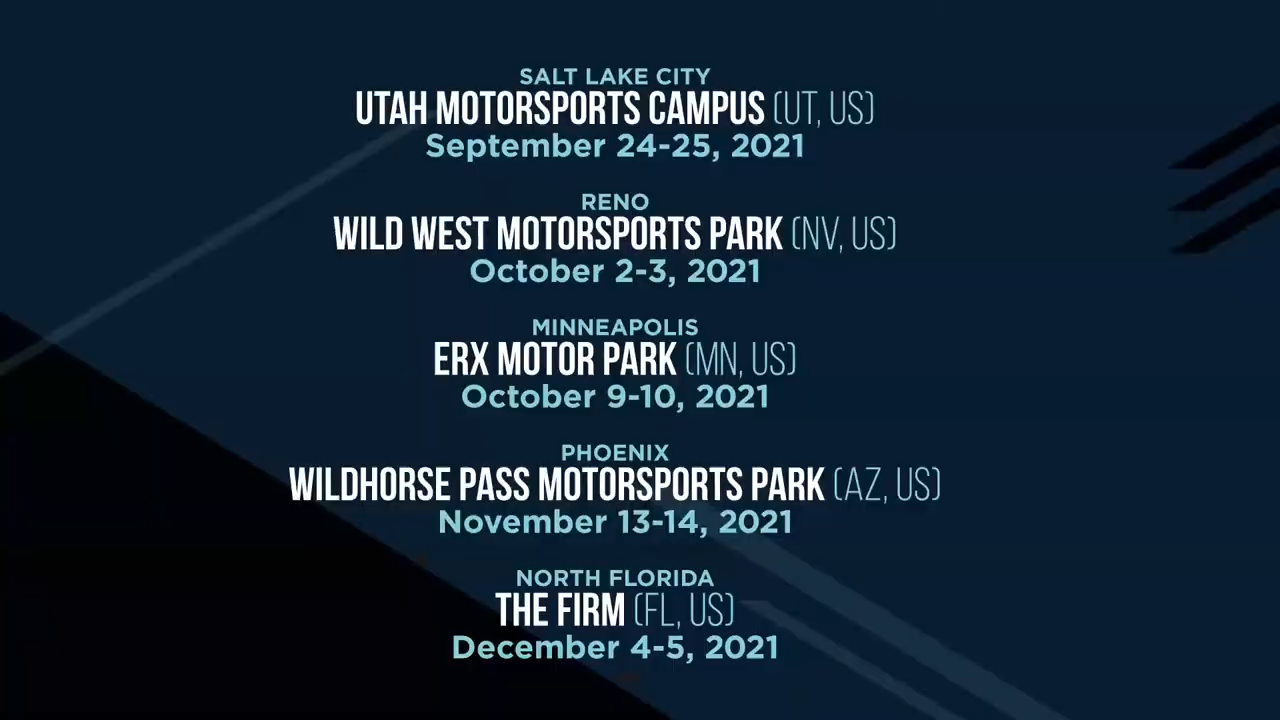 SALT LAKE CITY
UTAH MOTORSPORTS CAMPUS (UT, US)
September 24-25, 2021
RENO
WILD WEST MOTORSPORTS PARK (NV, US)
October 2-3, 2021
MINNEAPOLIS
ERX MOTOR PARK (MN, US)
October 9-10, 2021
PHOENIX
WILDHORSE PASS MOTORSPORTS PARK (AZ, US)
November 13-14, 2021
NORTH FLORIDA
THE FIRM (FL, US)
December 4-5, 2021